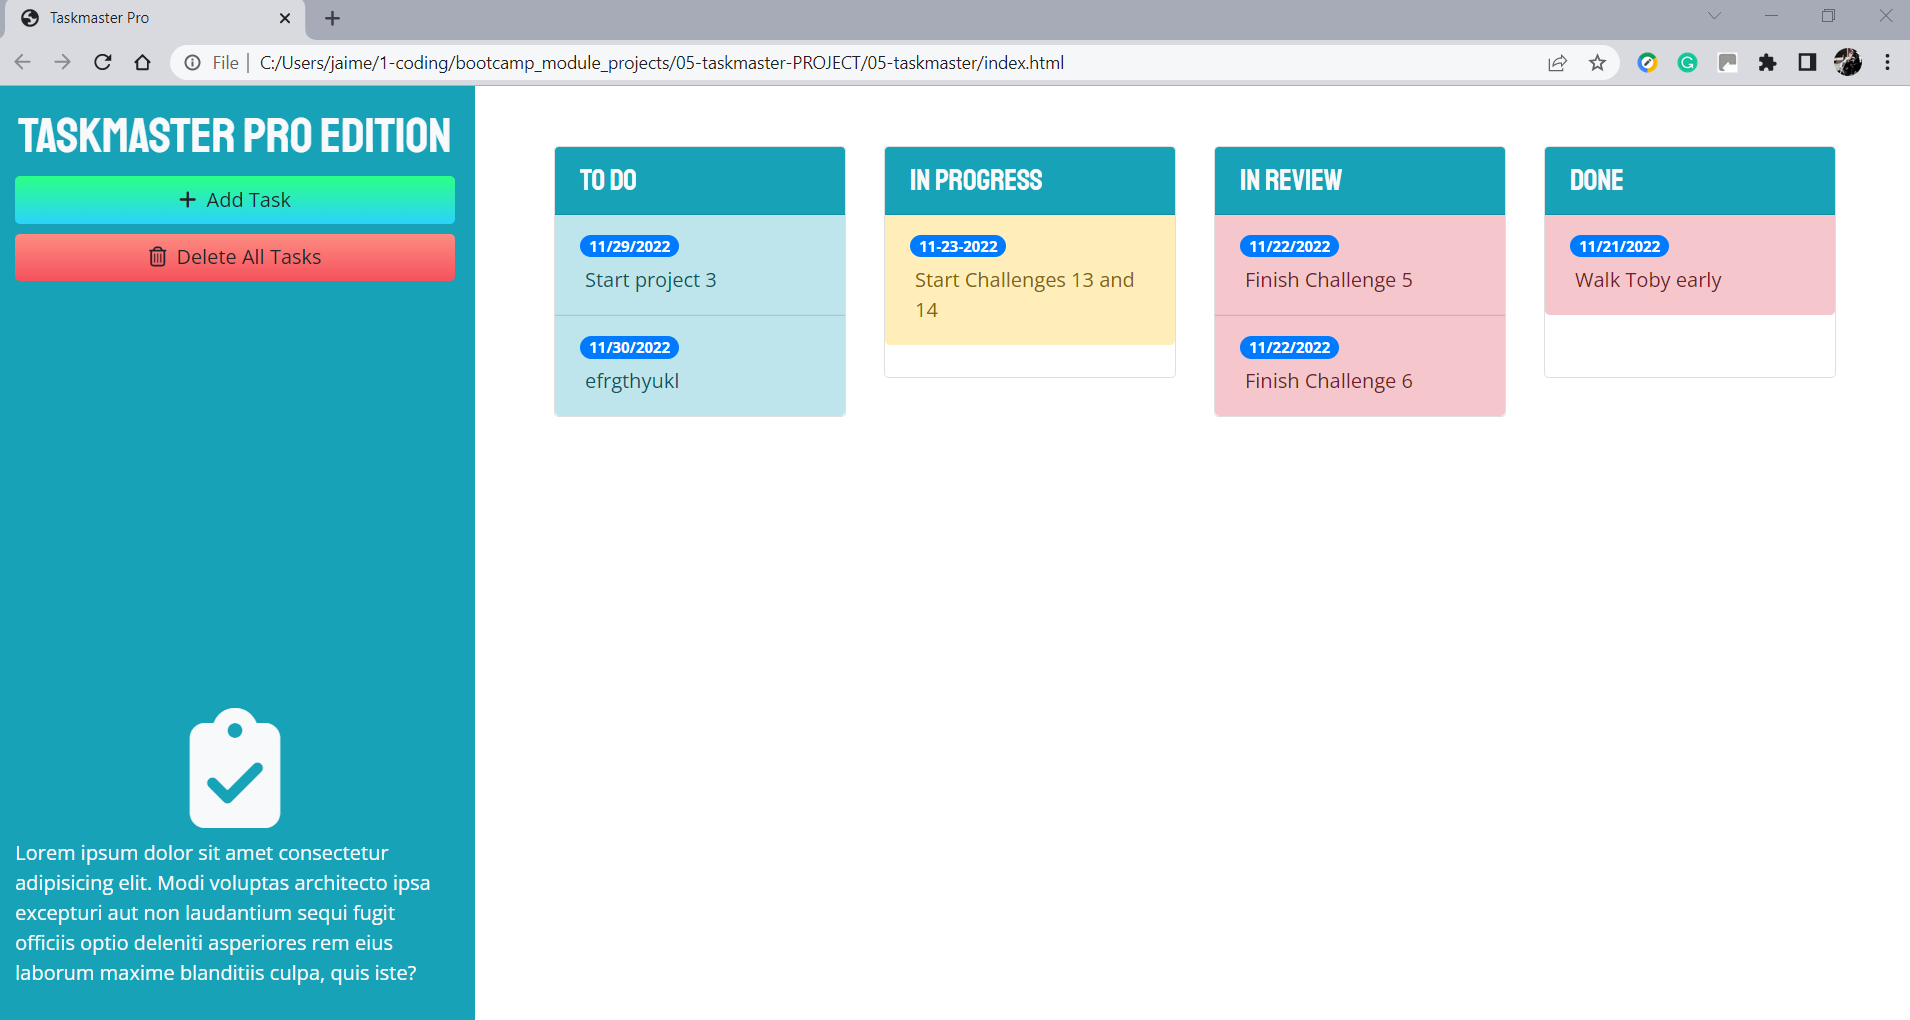 Taskmaster Pro
File
C:/Users/jaime/1-coding/bootcamp_module_projects/05-taskmaster-PROJECT/05-taskmaster/index.html
TASKMASTER PRO EDITION
+ Add Task
Delete All Tasks
Lorem ipsum dolor sit amet consectetur
adipisicing elit. Modi voluptas architecto ipsa
excepturi aut non laudantium sequi fugit
officiis optio deleniti asperiores rem eius
laborum maxime blanditiis culpa, quis iste?
TO DO
11/29/2022
Start project 3
11/30/2022
efrgthyukl
IN PROGRESS
11-23-2022
Start Challenges 13 and
14
IN REVIEW
11/22/2022
Finish Challenge 5
11/22/2022
Finish Challenge 6
DONE
11/21/2022
Walk Toby early